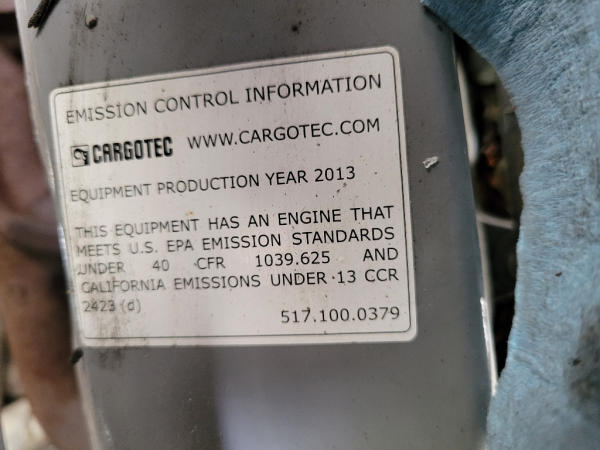 EMISSION CONTROL INFORMATION
CARGOTEC WWW.CARGOTEC.COM
EQUIPMENT PRODUCTION YEAR 2013
THIS EQUIPMENT HAS AN ENGINE THAT
MEETS U.S. EPA EMISSION STANDARDS
UNDER 40 CFR 1039.625 AND
CALIFORNIA EMISSIONS UNDER 13 CCR
2423 (d)
517.100.0379